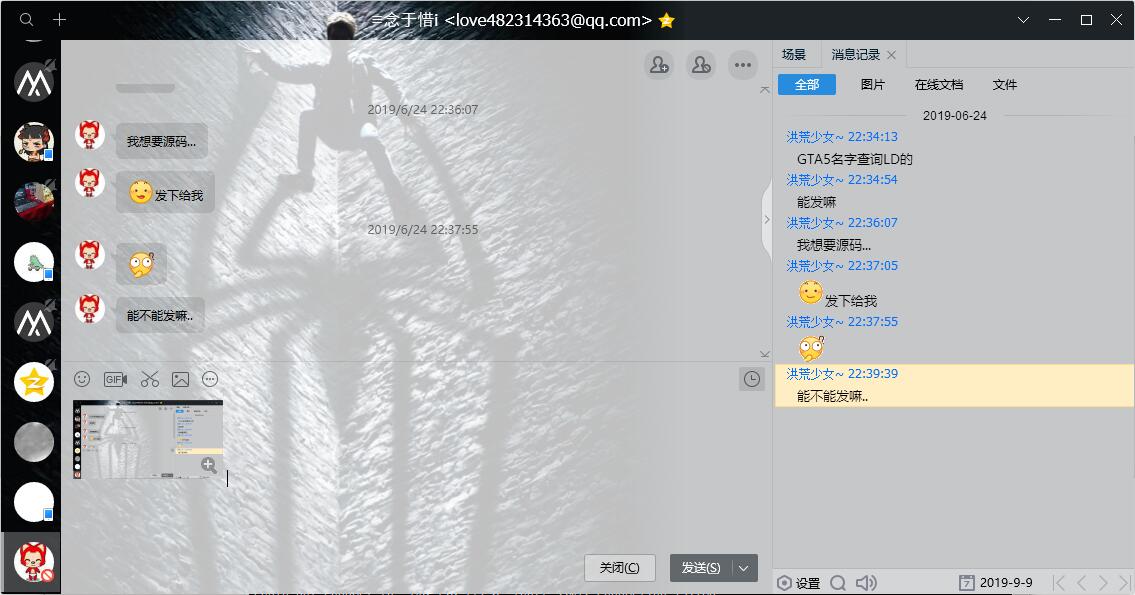 三念于惜i <love482314363@qq.com>
2019/6/24 22:36:07
我想要源码...
发下给我
2019/6/24 22:37:55
能不能发嘛..
GIF
关闭(C)
发送(S)
场景
消息记录
全部
图片
在线文档
文件
2019-06-24
洪荒少女~ 22:34:13
GTA5名字查询LD的
洪荒少女~ 22:34:54
能发嘛
洪荒少女~ 22:36:07
我想要源码...
洪荒少女~ 22:37:05
发下给我
洪荒少女~ 22:37:55
洪荒少女~ 22:39:39
能不能发嘛..
设置
7
2019-9-9